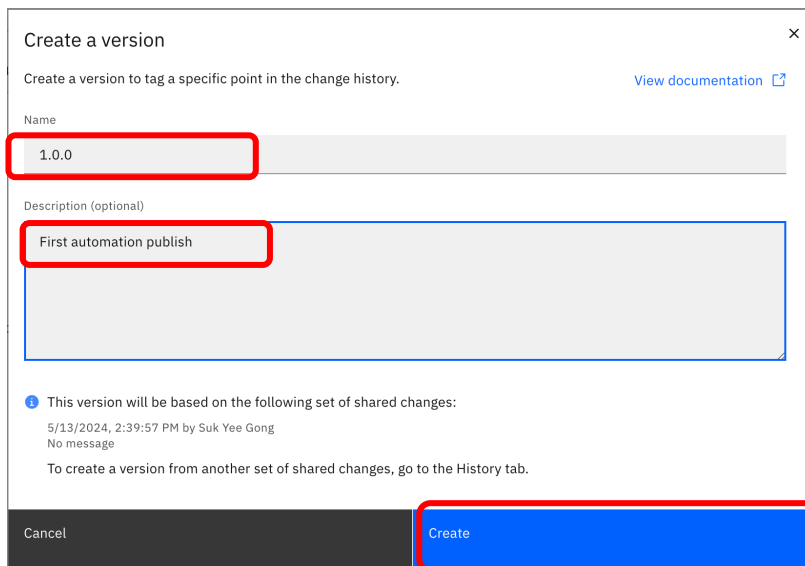 Create a version
Create a version to tag a specific point in the change history.
View documentation
Name
1.0.0
Description (optional)
First automation publish
This version will be based on the following set of shared changes:
5/13/2024, 2:39:57 PM by Suk Yee Gong
No message
To create a version from another set of shared changes, go to the History tab.
Cancel
Create